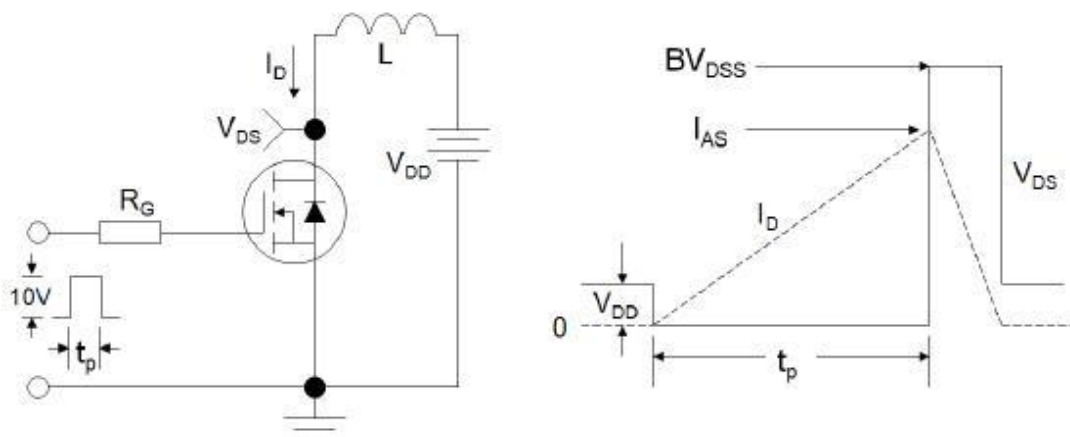 L
I_D
V_DS
V_DD
R_G
10V
t_p
BV_DSS
I_AS
V_DS
I_D
V_DD
0
t_p